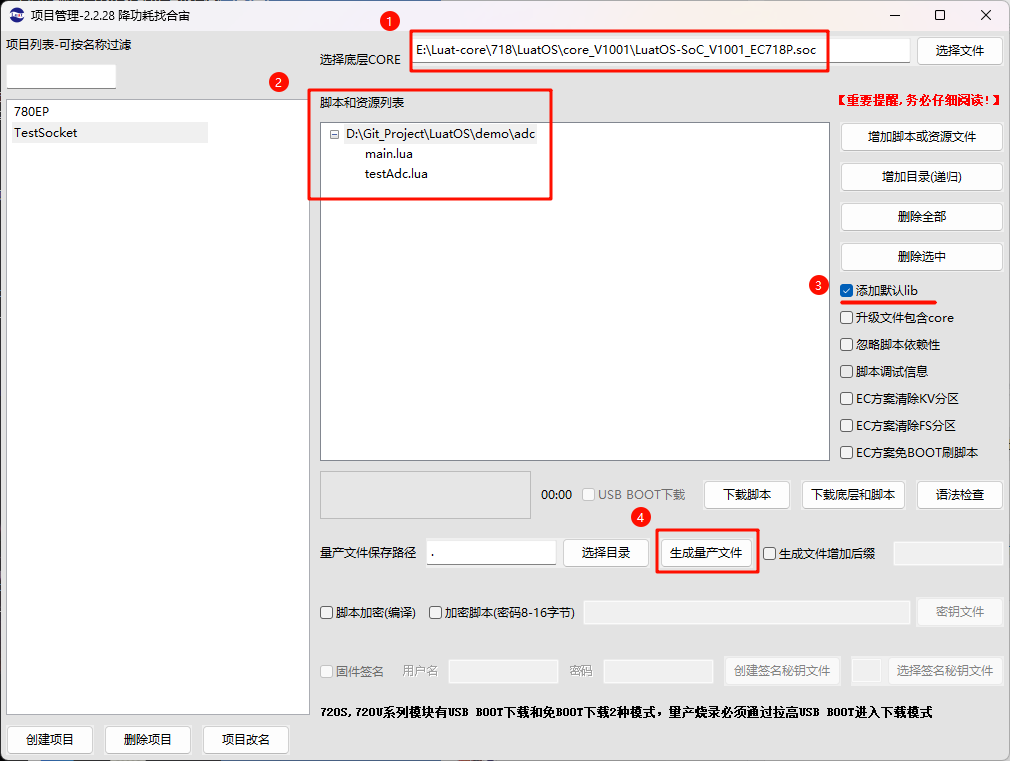 项目管理-2.2.28 降功耗找合宙
项目列表-可按名称过滤
780EP
TestSocket
创建项目
删除项目
项目改名
1
选择底层CORE
E:\Luat-core\718\LuatOS\core_V1001\LuatOS-SoC_V1001_EC718P.soc
选择文件
2
脚本和资源列表
D:\Git_Project\LuatOS\demo\adc
main.lua
testAdc.lua
【重要提醒,务必仔细阅读!】
增加脚本或资源文件
增加目录(递归)
删除全部
删除选中
3
添加默认lib
升级文件包含core
忽略脚本依赖性
脚本调试信息
EC方案清除KV分区
EC方案清除FS分区
EC方案免BOOT刷脚本
00:00
USB BOOT下载
下载脚本
下载底层和脚本
语法检查
4
量产文件保存路径
.
选择目录
生成量产文件
生成文件增加后缀
脚本加密(编译)
加密脚本(密码8-16字节)
密钥文件
固件签名
用户名
密码
创建签名秘钥文件
选择签名秘钥文件
720S,720U系列模块有USB BOOT下载和免BOOT下载2种模式，量产烧录必须通过拉高USB BOOT进入下载模式